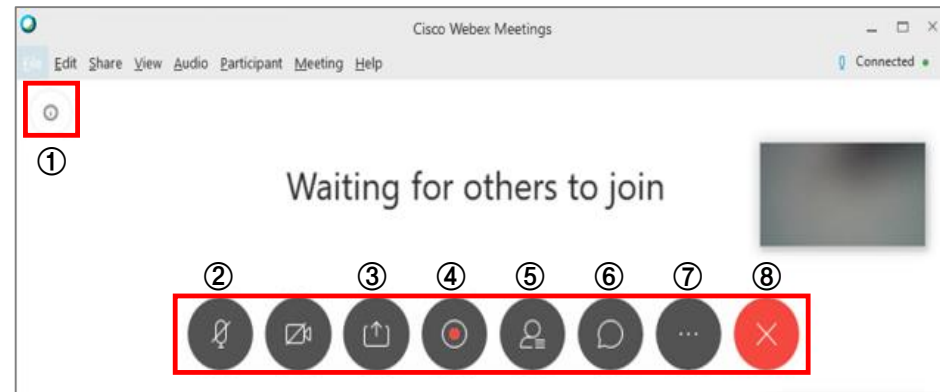 Cisco Webex Meetings
Edit Share View Audio Participant Meeting Help Connected
①
Waiting for others to join
② ③ ④ ⑤ ⑥ ⑦ ⑧